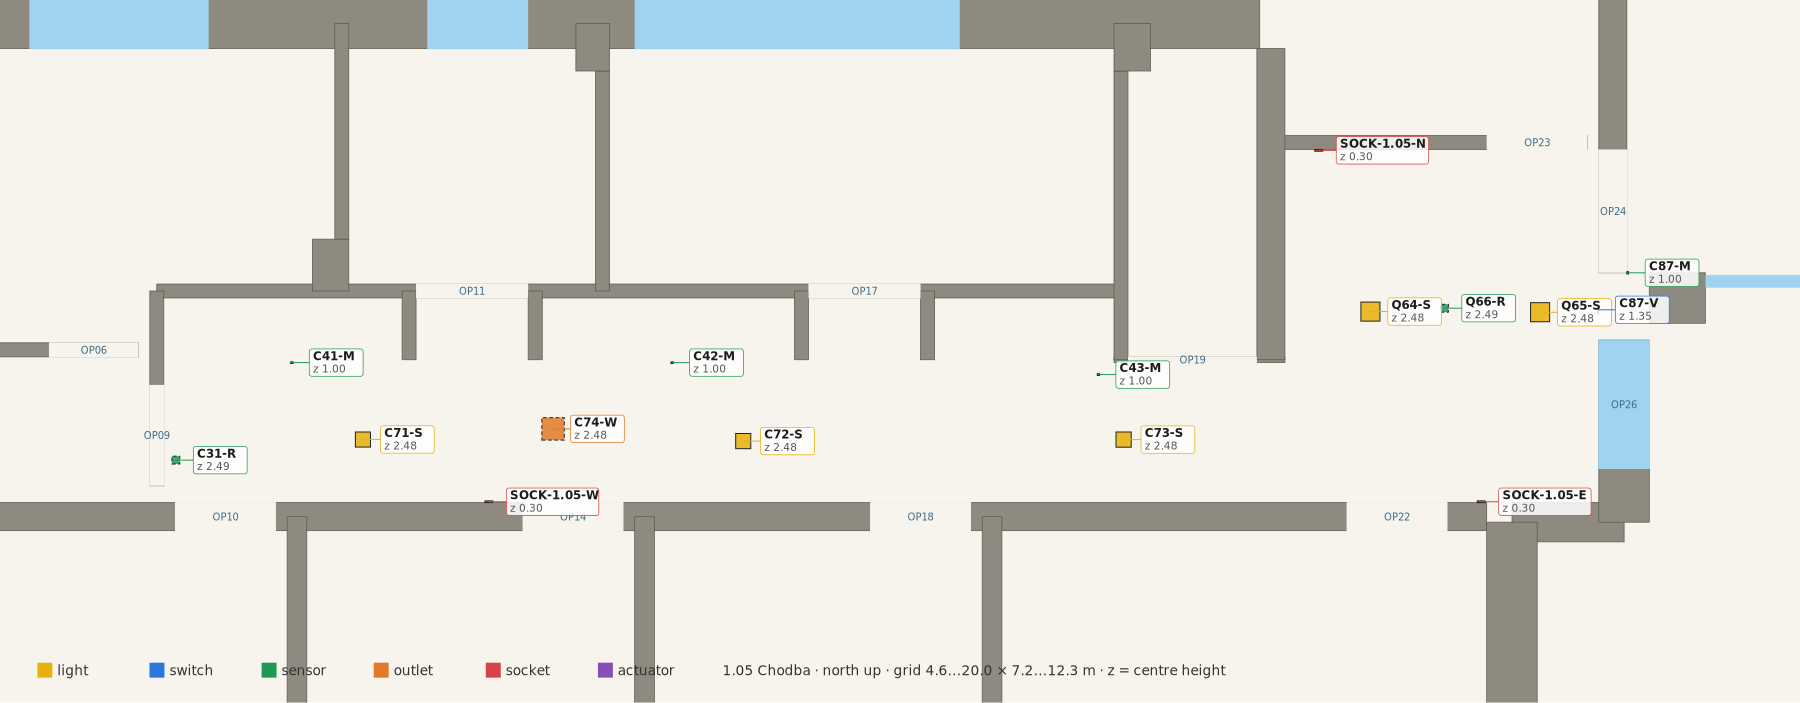 OP23
SOCK-1.05-N
z 0.30
OP24
C87-M
z 1.00
OP11
OP17
Q64-S
z 2.48
Q66-R
z 2.49
Q65-S
z 2.48
C87-V
z 1.35
OP06
C41-M
z 1.00
C42-M
z 1.00
OP19
C43-M
z 1.00
OP26
OP09
C71-S
z 2.48
C74-W
z 2.48
C72-S
z 2.48
C73-S
z 2.48
C31-R
z 2.49
SOCK-1.05-W
z 0.30
SOCK-1.05-E
z 0.30
OP10
OP14
OP18
OP22
light
switch
sensor
outlet
socket
actuator
1.05 Chodba · north up · grid 4.6…20.0 × 7.2…12.3 m · z = centre height